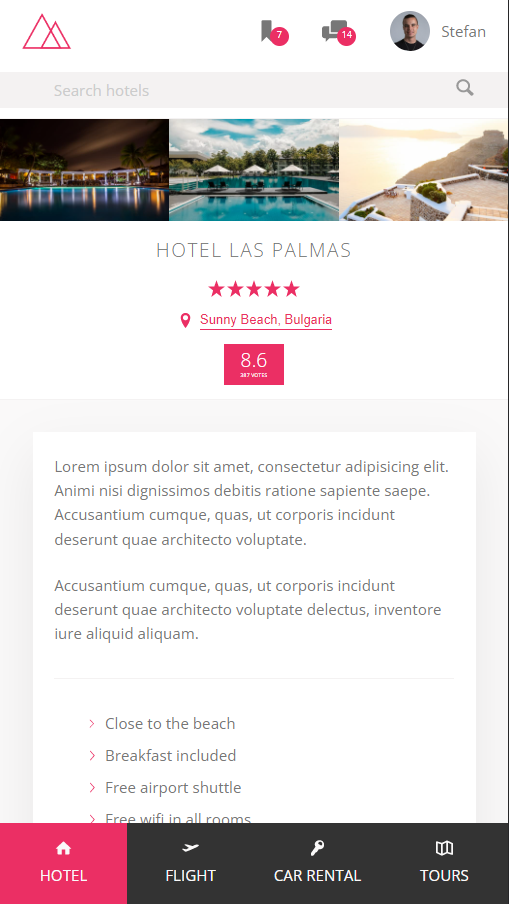 7
14
Stefan
Search hotels
HOTEL LAS PALMAS
Sunny Beach, Bulgaria
8.6
367 VOTES
Lorem ipsum dolor sit amet, consectetur adipisicing elit.
Animi nisi dignissimos debitis ratione sapiente saepe.
Accusantium cumque, quas, ut corporis incidunt
deserunt quae architecto voluptate.
Accusantium cumque, quas, ut corporis incidunt
deserunt quae architecto voluptate delectus, inventore
iure aliquid aliquam.
Close to the beach
Breakfast included
Free airport shuttle
Free wifi in all rooms
HOTEL
FLIGHT
CAR RENTAL
TOURS